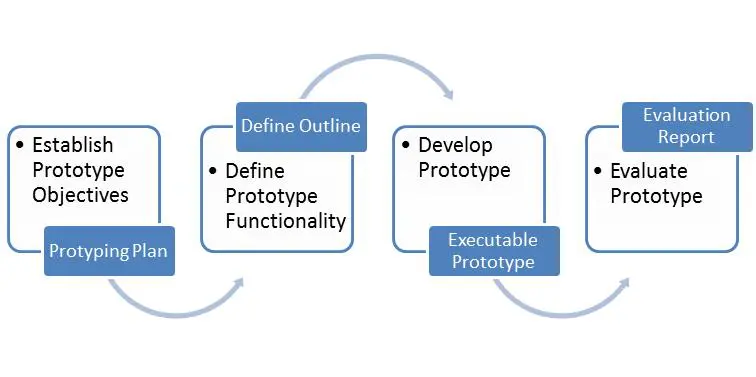 • Establish
Prototype
Objectives
Protyping Plan
Define Outline
• Define
Prototype
Functionality
• Develop
Prototype
Executable
Prototype
Evaluation
Report
• Evaluate
Prototype